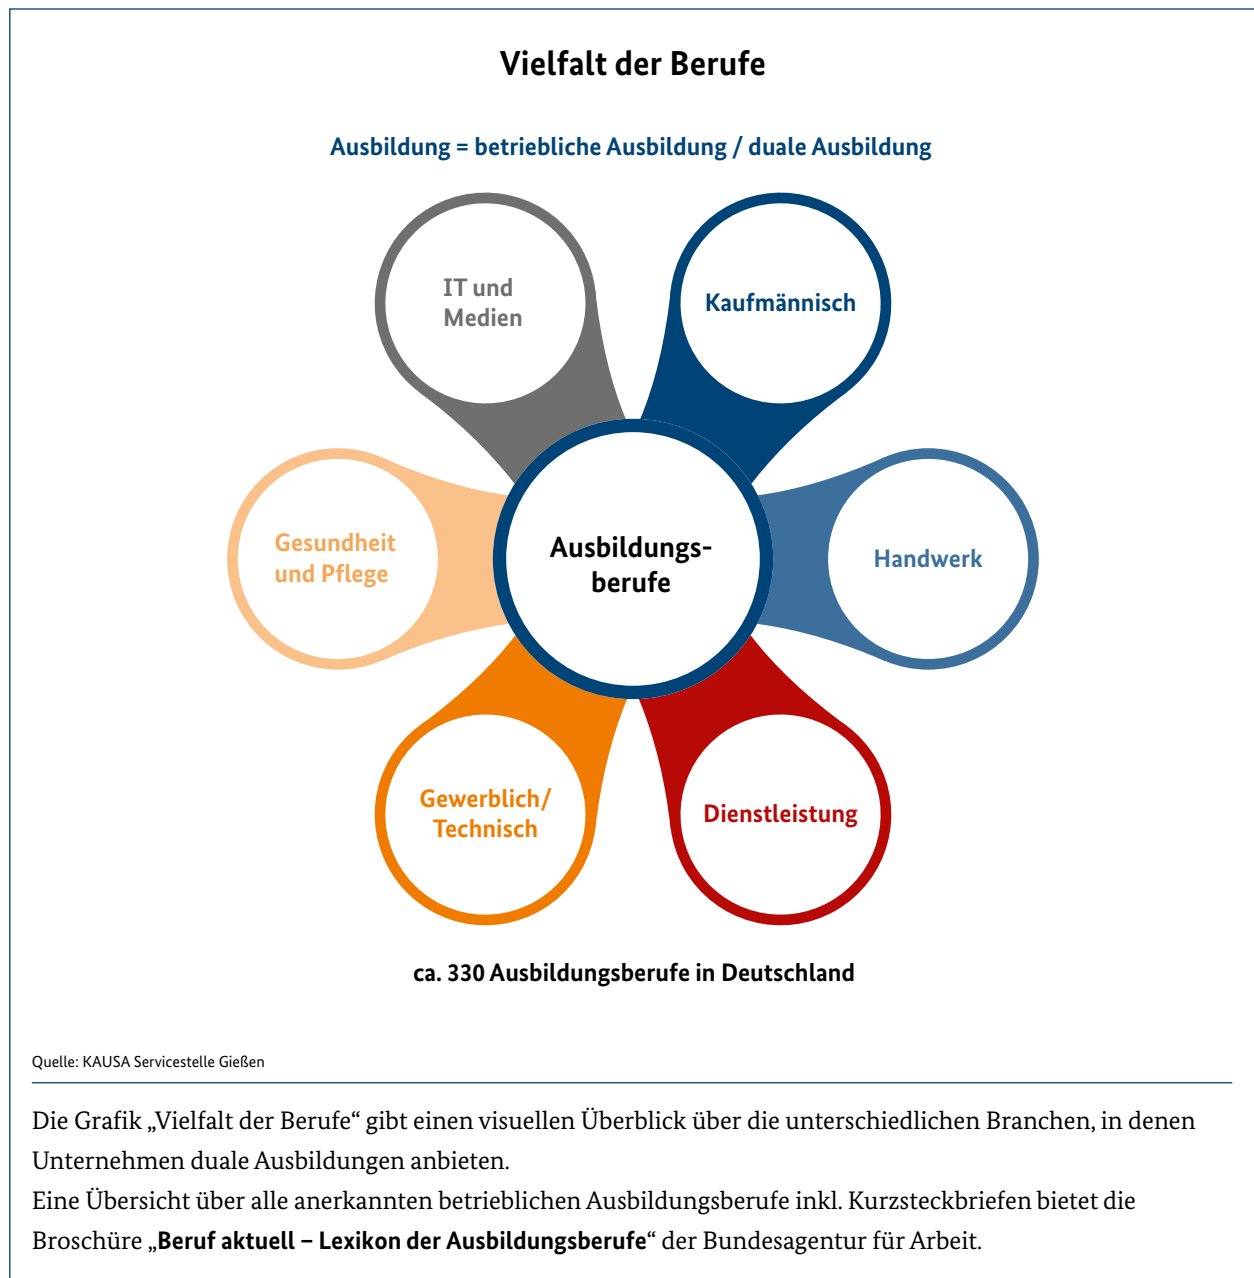 Vielfalt der Berufe
Ausbildung = betriebliche Ausbildung / duale Ausbildung
IT und
Medien
Kaufmännisch
Gesundheit
und Pflege
Ausbildungs-
berufe
Handwerk
Gewerblich/
Technisch
Dienstleistung
ca. 330 Ausbildungsberufe in Deutschland
Quelle: KAUSA Servicestelle Gießen
Die Grafik „Vielfalt der Berufe“ gibt einen visuellen Überblick über die unterschiedlichen Branchen, in denen
Unternehmen duale Ausbildungen anbieten.
Eine Übersicht über alle anerkannten betrieblichen Ausbildungsberufe inkl. Kurzsteckbriefen bietet die
Broschüre „Beruf aktuell – Lexikon der Ausbildungsberufe“ der Bundesagentur für Arbeit.